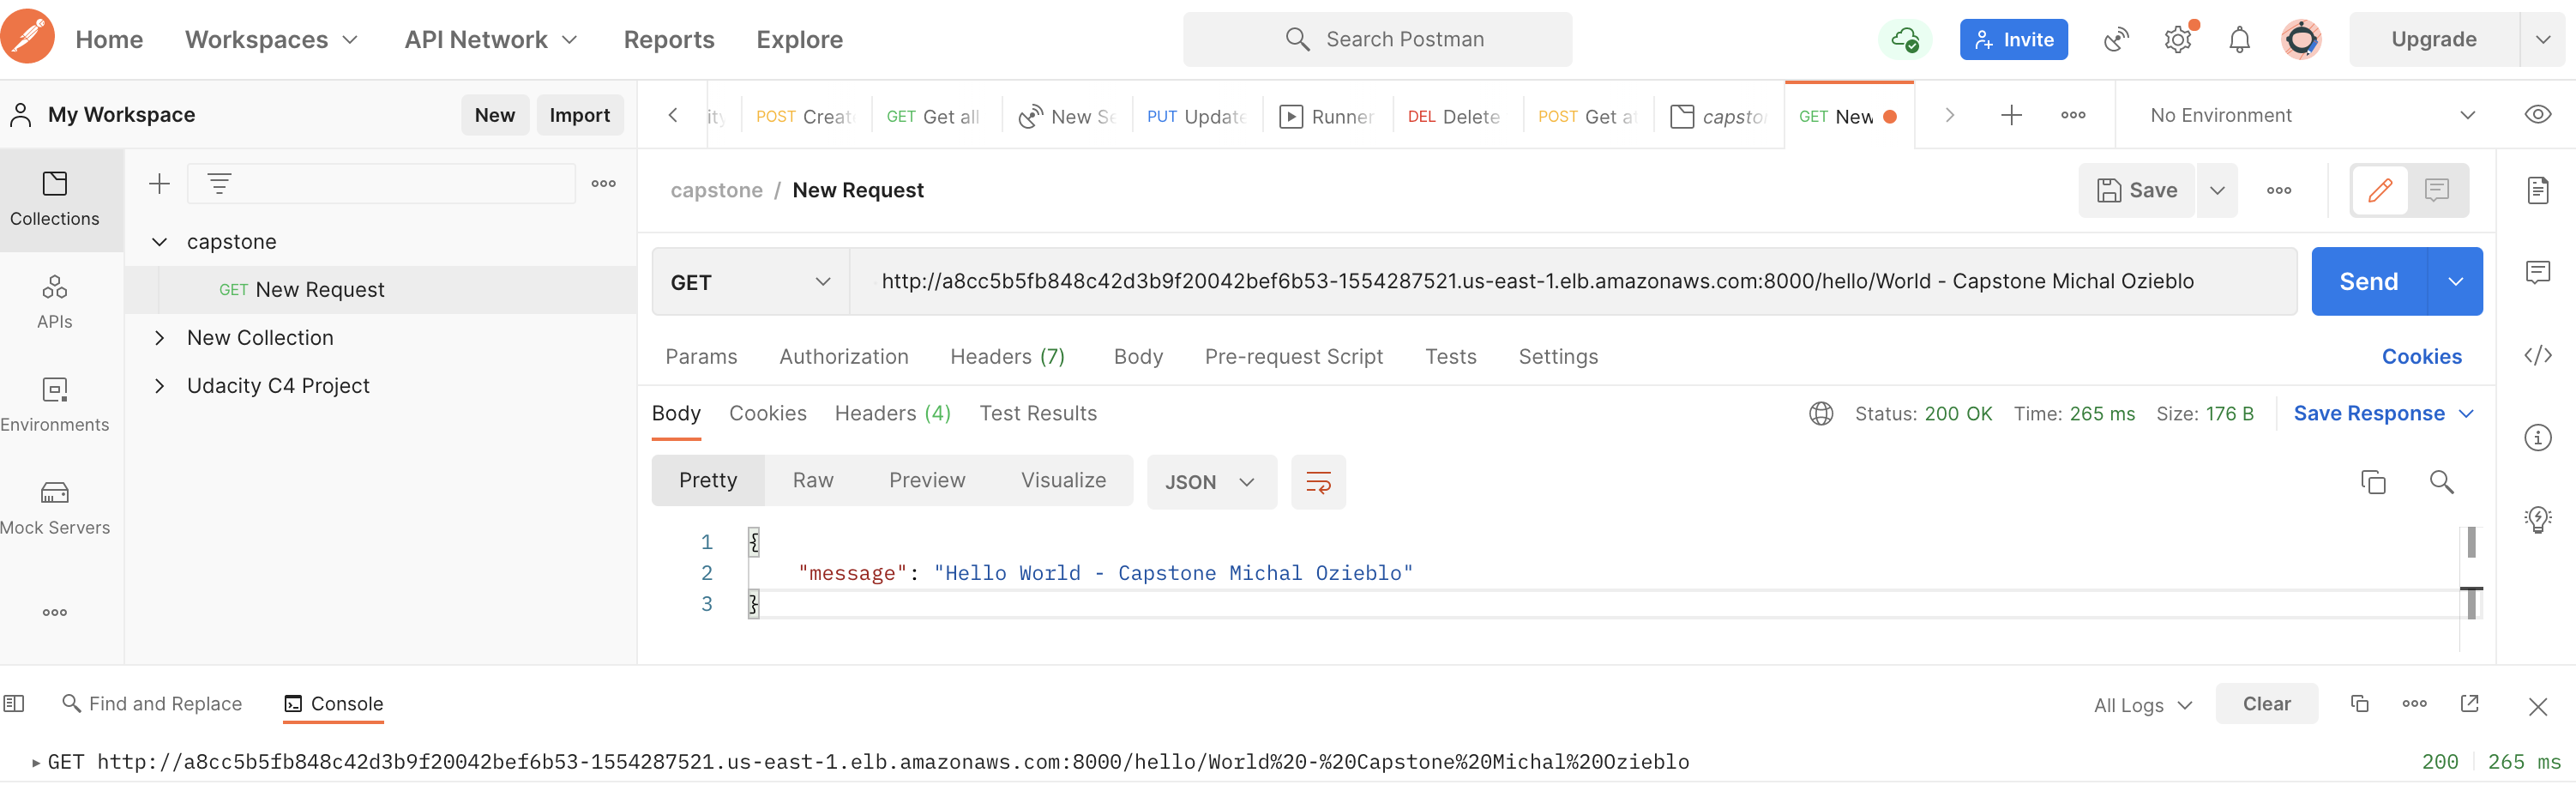 Home Workspaces API Network Reports Explore Search Postman Invite Upgrade
My Workspace New Import
POST Create GET Get all New Se PUT Update Runner DEL Delete POST Get a capsto GET New No Environment
Collections
APIs
Environments
Mock Servers
capstone
GET New Request
New Collection
Udacity C4 Project
capstone / New Request Save
GET http://a8cc5b5fb848c42d3b9f20042bef6b53-1554287521.us-east-1.elb.amazonaws.com:8000/hello/World - Capstone Michal Ozieblo Send
Params Authorization Headers (7) Body Pre-request Script Tests Settings Cookies
Body Cookies Headers (4) Test Results Status: 200 OK Time: 265 ms Size: 176 B Save Response
Pretty Raw Preview Visualize JSON
1 {
2 "message": "Hello World - Capstone Michal Ozieblo"
3 }
Find and Replace Console All Logs Clear
GET http://a8cc5b5fb848c42d3b9f20042bef6b53-1554287521.us-east-1.elb.amazonaws.com:8000/hello/World%20-%20Capstone%20Michal%20Ozieblo 200 265 ms